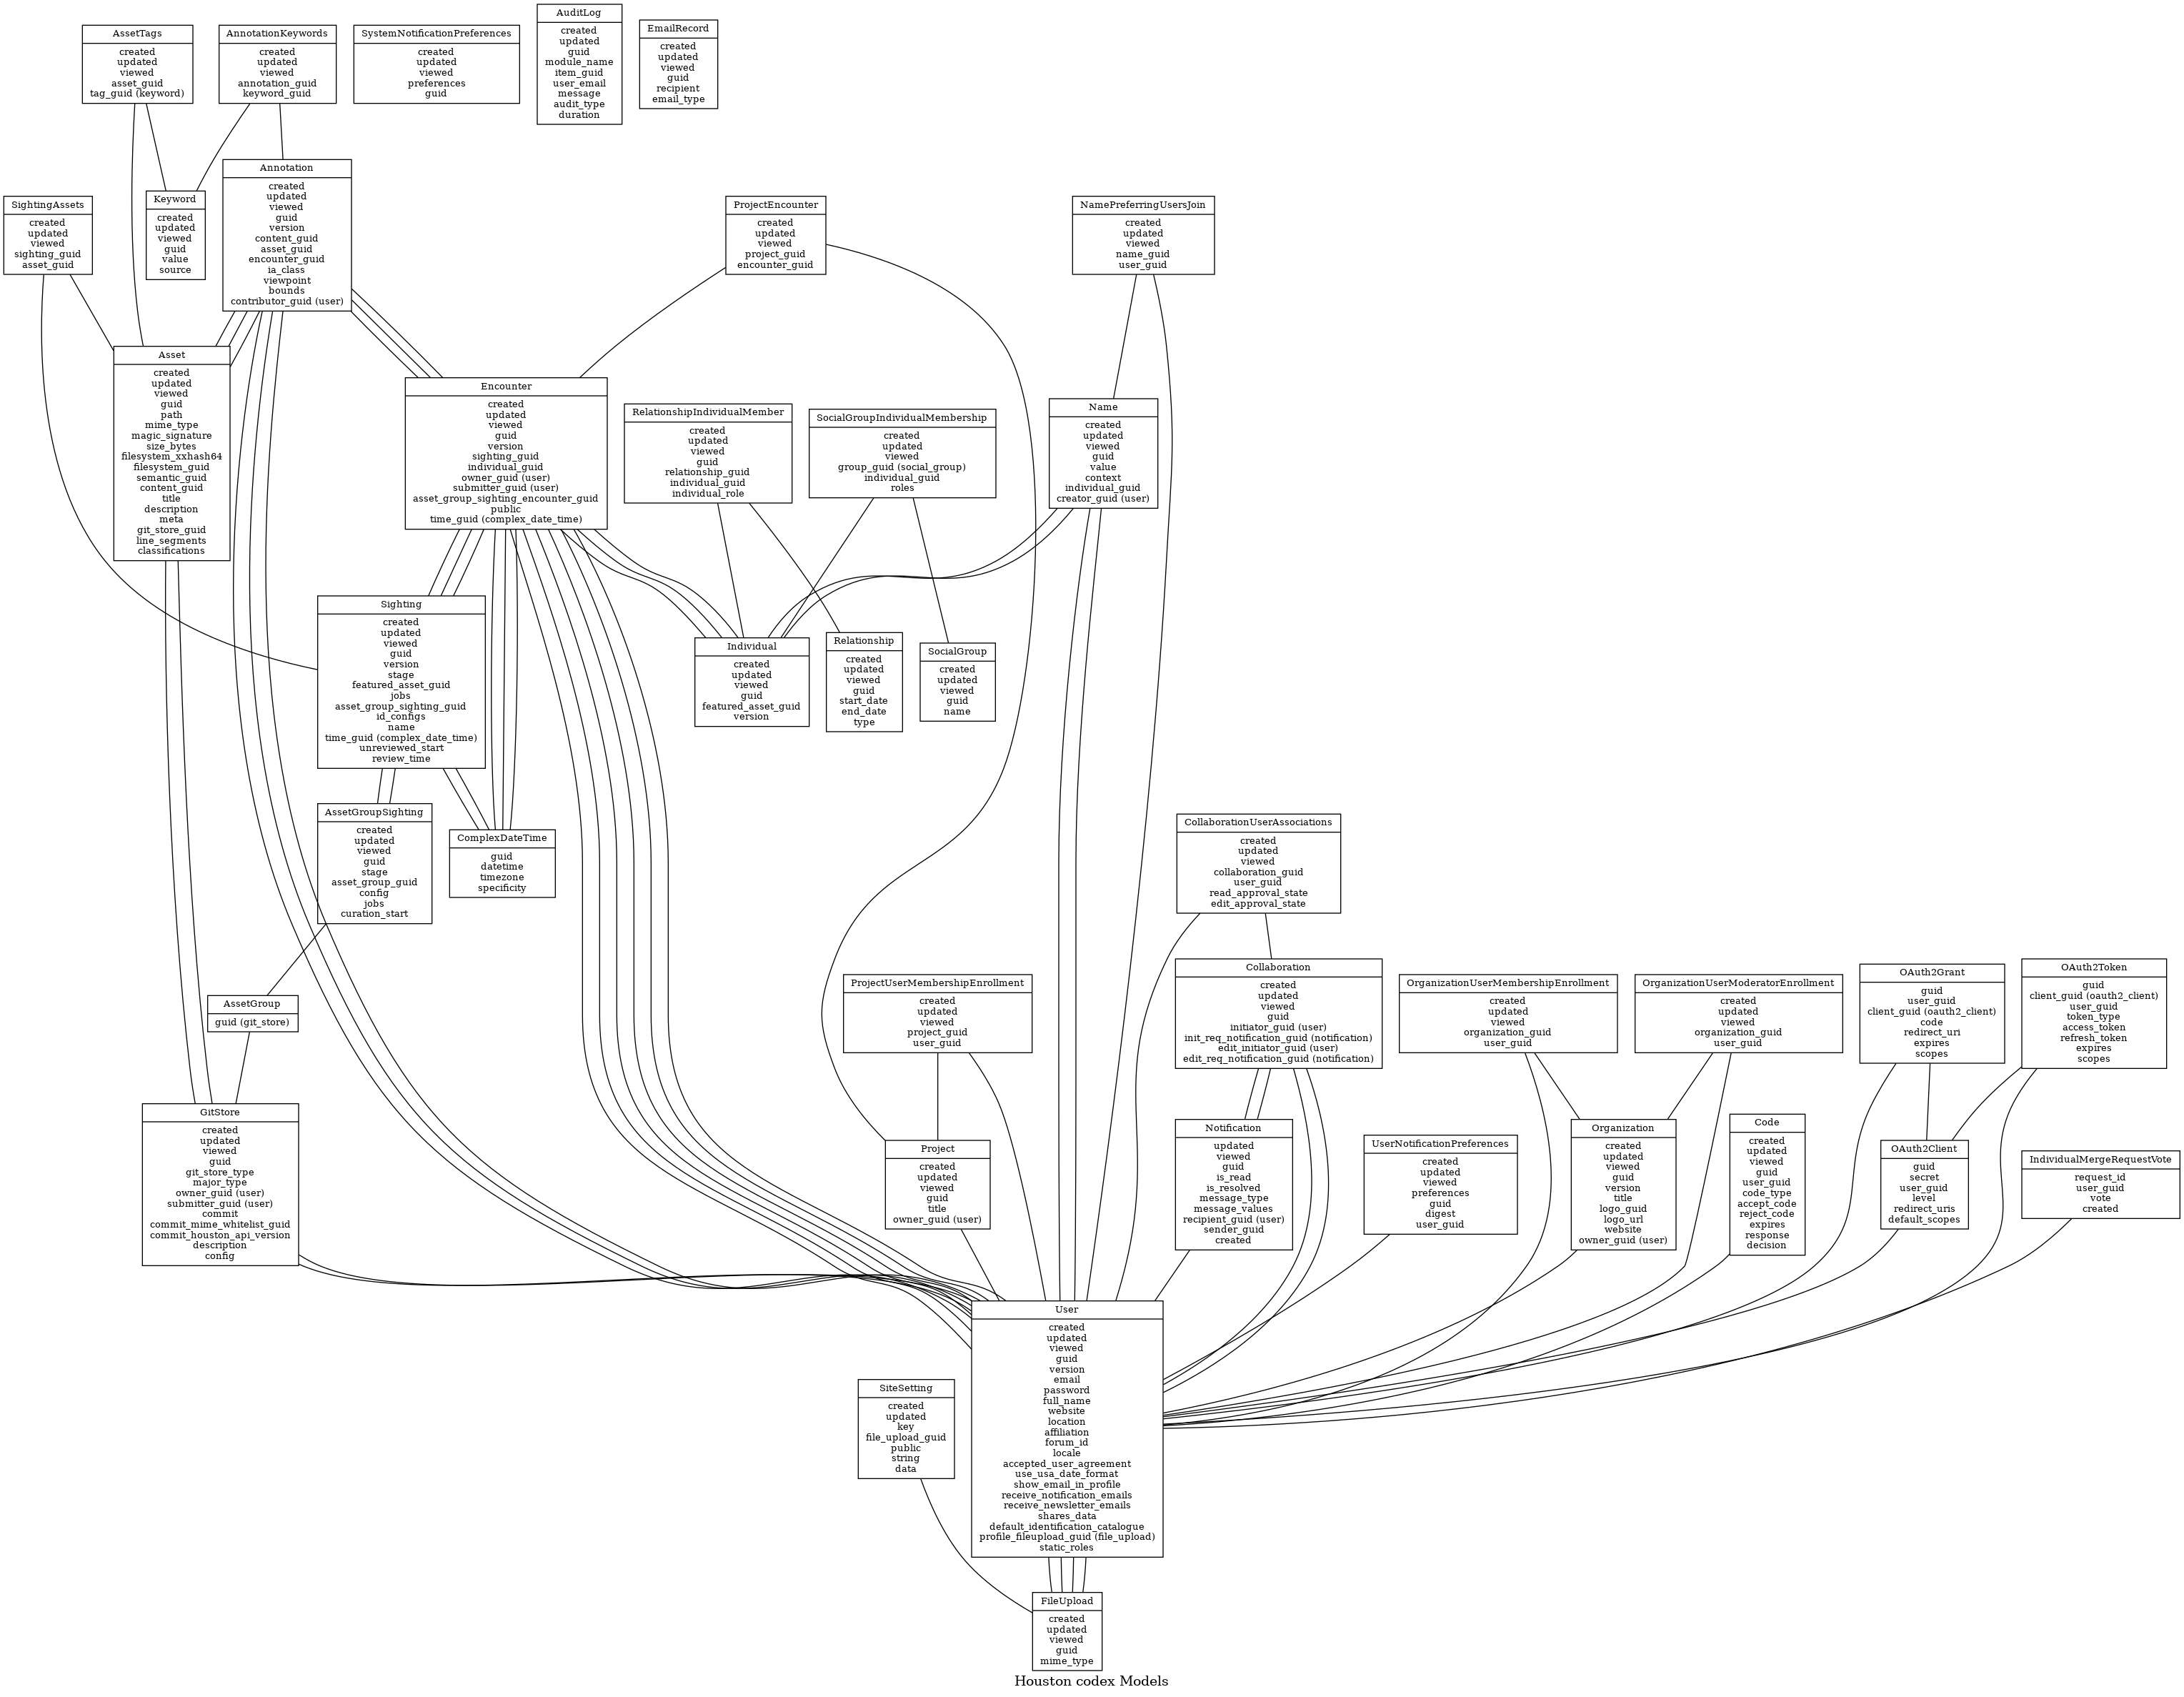 AssetTags
created
updated
viewed
asset_guid
tag_guid (keyword)
AnnotationKeywords
created
updated
viewed
annotation_guid
keyword_guid
SystemNotificationPreferences
created
updated
viewed
preferences
guid
AuditLog
created
updated
guid
module_name
item_guid
user_email
message
audit_type
duration
EmailRecord
created
updated
viewed
guid
recipient
email_type
SightingAssets
created
updated
viewed
sighting_guid
asset_guid
Keyword
created
updated
viewed
guid
value
source
Annotation
created
updated
viewed
guid
version
content_guid
asset_guid
encounter_guid
ia_class
viewpoint
bounds
contributor_guid (user)
ProjectEncounter
created
updated
viewed
project_guid
encounter_guid
NamePreferringUsersJoin
created
updated
viewed
name_guid
user_guid
Asset
created
updated
viewed
guid
path
mime_type
magic_signature
size_bytes
filesystem_xxhash64
filesystem_guid
semantic_guid
content_guid
title
description
meta
git_store_guid
line_segments
classifications
Encounter
created
updated
viewed
guid
version
sighting_guid
individual_guid
owner_guid (user)
submitter_guid (user)
asset_group_sighting_encounter_guid
public
time_guid (complex_date_time)
RelationshipIndividualMember
created
updated
viewed
guid
relationship_guid
individual_guid
individual_role
SocialGroupIndividualMembership
created
updated
viewed
group_guid (social_group)
individual_guid
roles
Name
created
updated
viewed
guid
value
context
individual_guid
creator_guid (user)
Sighting
created
updated
viewed
guid
version
stage
featured_asset_guid
jobs
asset_group_sighting_guid
id_configs
name
time_guid (complex_date_time)
unreviewed_start
review_time
Individual
created
updated
viewed
guid
featured_asset_guid
version
Relationship
created
updated
viewed
guid
start_date
end_date
type
SocialGroup
created
updated
viewed
guid
name
AssetGroupSighting
created
updated
viewed
guid
stage
asset_group_guid
config
jobs
curation_start
ComplexDateTime
guid
datetime
timezone
specificity
CollaborationUserAssociations
created
updated
viewed
collaboration_guid
user_guid
read_approval_state
edit_approval_state
AssetGroup
guid (git_store)
ProjectUserMembershipEnrollment
created
updated
viewed
project_guid
user_guid
Collaboration
created
updated
viewed
guid
initiator_guid (user)
init_req_notification_guid (notification)
edit_initiator_guid (user)
edit_req_notification_guid (notification)
OrganizationUserMembershipEnrollment
created
updated
viewed
organization_guid
user_guid
OrganizationUserModeratorEnrollment
created
updated
viewed
organization_guid
user_guid
OAuth2Grant
guid
user_guid
client_guid (oauth2_client)
code
redirect_uri
expires
scopes
OAuth2Token
guid
client_guid (oauth2_client)
user_guid
token_type
access_token
refresh_token
expires
scopes
GitStore
created
updated
viewed
guid
git_store_type
major_type
owner_guid (user)
submitter_guid (user)
commit
commit_mime_whitelist_guid
commit_houston_api_version
description
config
Project
created
updated
viewed
guid
title
owner_guid (user)
Notification
updated
viewed
guid
is_read
is_resolved
message_type
message_values
recipient_guid (user)
sender_guid
created
UserNotificationPreferences
created
updated
viewed
preferences
guid
digest
user_guid
Organization
created
updated
viewed
guid
version
title
logo_guid
logo_url
website
owner_guid (user)
Code
created
updated
viewed
guid
user_guid
code_type
accept_code
reject_code
expires
response
decision
OAuth2Client
guid
secret
user_guid
level
redirect_uris
default_scopes
IndividualMergeRequestVote
request_id
user_guid
vote
created
SiteSetting
created
updated
key
file_upload_guid
public
string
data
User
created
updated
viewed
guid
version
email
password
full_name
website
location
affiliation
forum_id
locale
accepted_user_agreement
use_usa_date_format
show_email_in_profile
receive_notification_emails
receive_newsletter_emails
shares_data
default_identification_catalogue
profile_fileupload_guid (file_upload)
static_roles
FileUpload
created
updated
viewed
guid
mime_type
Houston codex Models